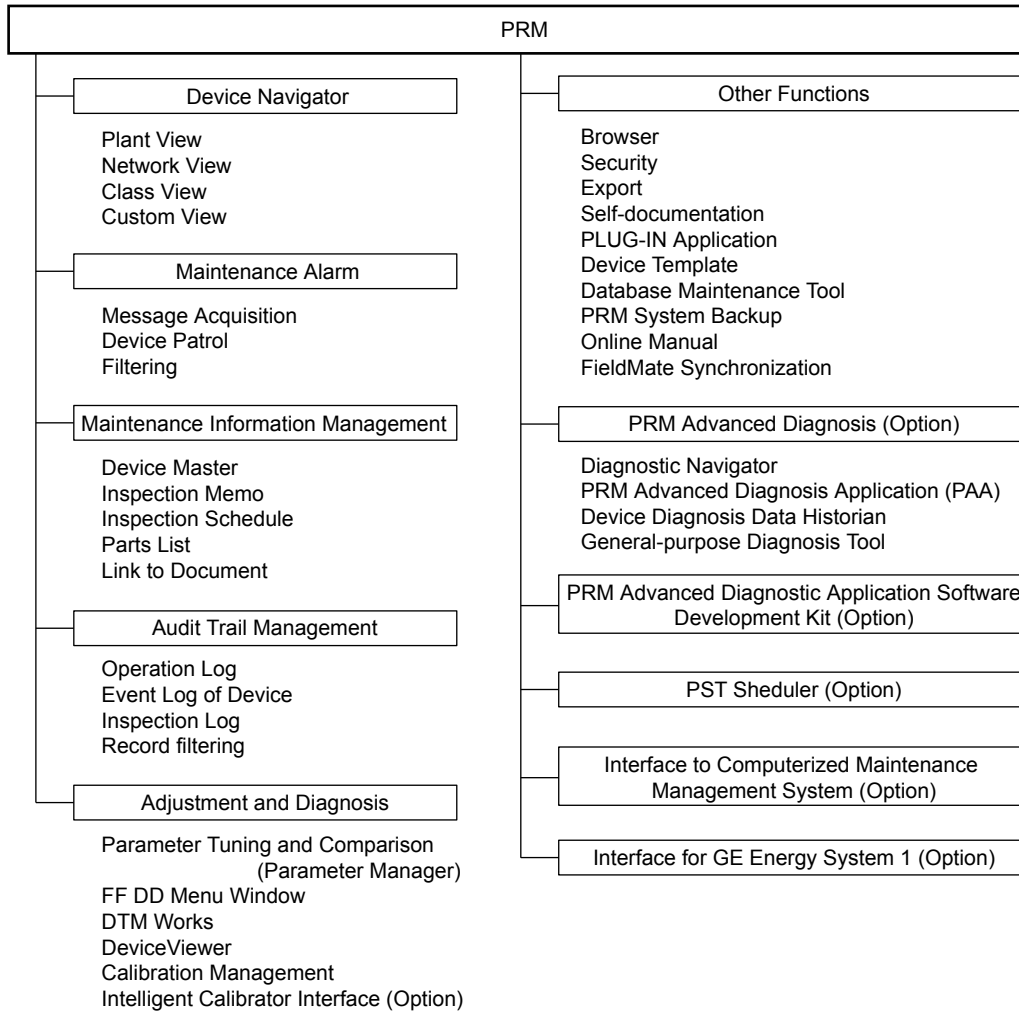 PRM
Device Navigator
Plant View
Network View
Class View
Custom View
Maintenance Alarm
Message Acquisition
Device Patrol
Filtering
Maintenance Information Management
Device Master
Inspection Memo
Inspection Schedule
Parts List
Link to Document
Audit Trail Management
Operation Log
Event Log of Device
Inspection Log
Record filtering
Adjustment and Diagnosis
Parameter Tuning and Comparison
(Parameter Manager)
FF DD Menu Window
DTM Works
DeviceViewer
Calibration Management
Intelligent Calibrator Interface (Option)
Other Functions
Browser
Security
Export
Self-documentation
PLUG-IN Application
Device Template
Database Maintenance Tool
PRM System Backup
Online Manual
FieldMate Synchronization
PRM Advanced Diagnosis (Option)
Diagnostic Navigator
PRM Advanced Diagnosis Application (PAA)
Device Diagnosis Data Historian
General-purpose Diagnosis Tool
PRM Advanced Diagnostic Application Software
Development Kit (Option)
PST Sheduler (Option)
Interface to Computerized Maintenance
Management System (Option)
Interface for GE Energy System 1 (Option)